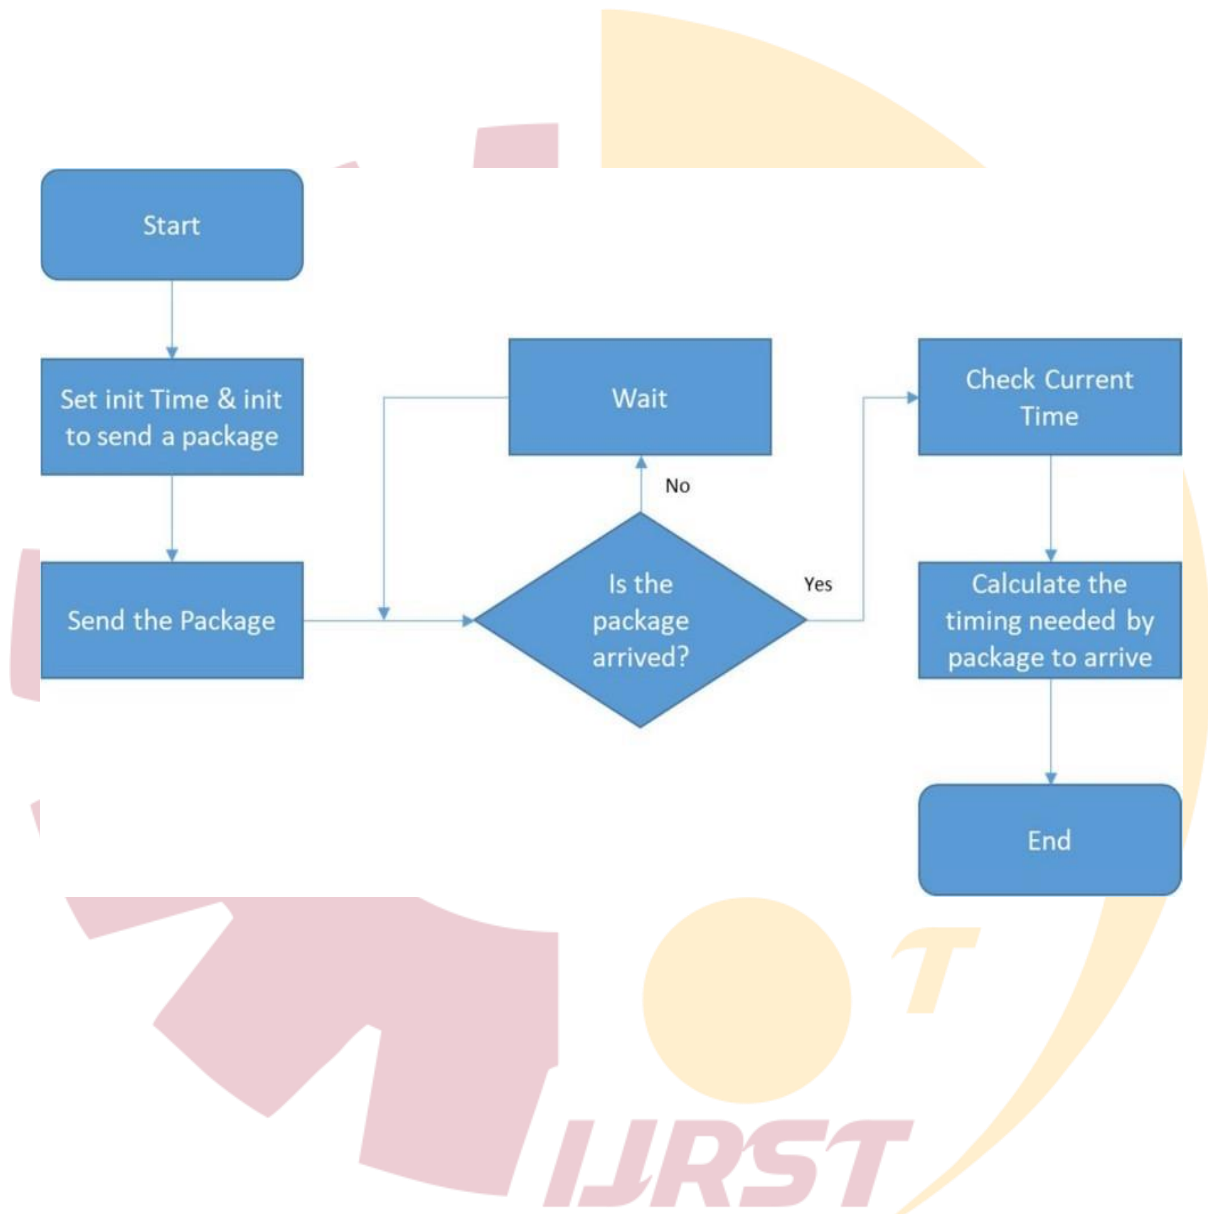 Start
Set init Time & init
to send a package
Send the Package
Wait
No
Is the
package
arrived?
Yes
Check Current
Time
Calculate the
timing needed by
package to arrive
End
T
IJRST